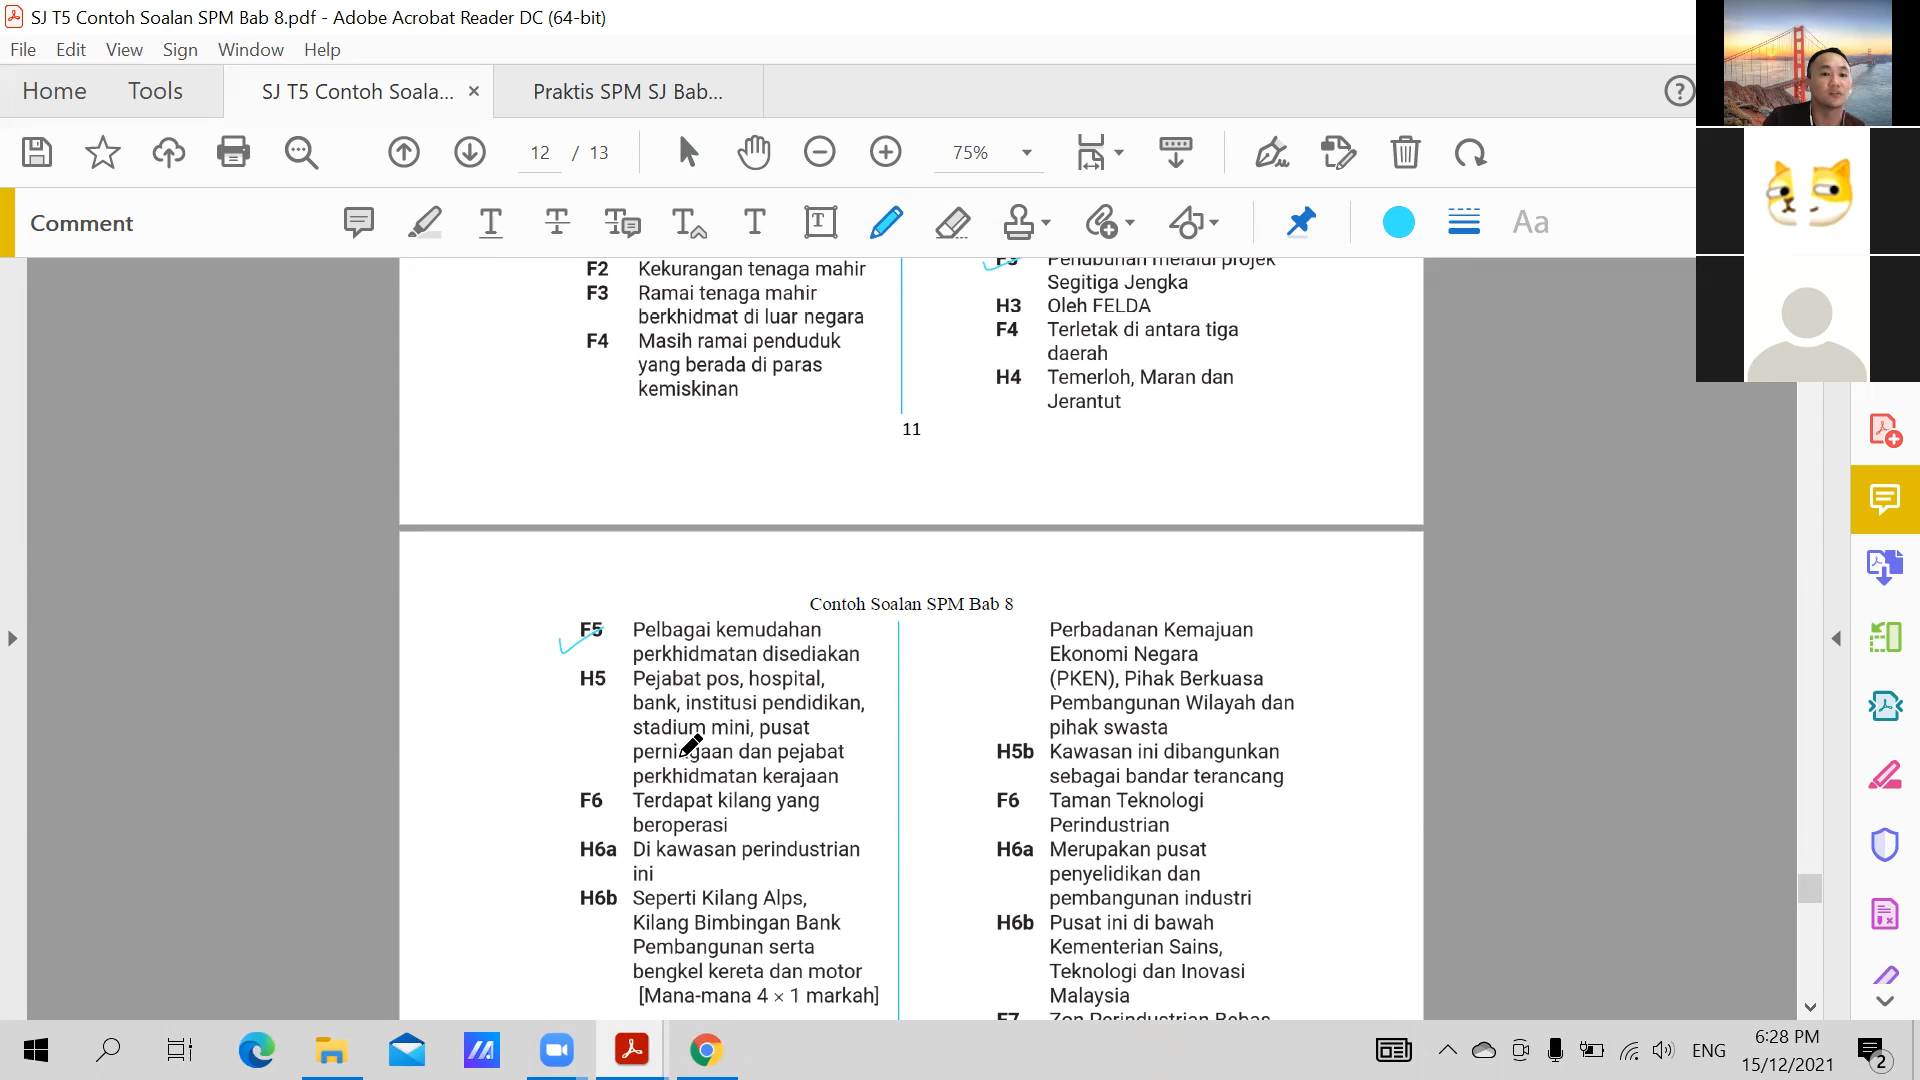 SJ T5 Contoh Soalan SPM Bab 8.pdf - Adobe Acrobat Reader DC (64-bit)
File Edit View Sign Window Help
Home Tools SJ T5 Contoh Soala... × Praktis SPM SJ Bab...
12 / 13 75%
Comment
F2 Kekurangan tenaga mahir
F3 Ramai tenaga mahir
berkhidmat di luar negara
F4 Masih ramai penduduk
yang berada di paras
kemiskinan
Segitiga Jengka
H3 Oleh FELDA
F4 Terletak di antara tiga
daerah
H4 Temerloh, Maran dan
Jerantut
11
Contoh Soalan SPM Bab 8
F5 Pelbagai kemudahan
perkhidmatan disediakan
H5 Pejabat pos, hospital,
bank, institusi pendidikan,
stadium mini, pusat
perniagaan dan pejabat
perkhidmatan kerajaan
F6 Terdapat kilang yang
beroperasi
H6a Di kawasan perindustrian
ini
H6b Seperti Kilang Alps,
Kilang Bimbingan Bank
Pembangunan serta
bengkel kereta dan motor
[Mana-mana 4 × 1 markah]
Perbadanan Kemajuan
Ekonomi Negara
(PKEN), Pihak Berkuasa
Pembangunan Wilayah dan
pihak swasta
H5b Kawasan ini dibangunkan
sebagai bandar terancang
F6 Taman Teknologi
Perindustrian
H6a Merupakan pusat
penyelidikan dan
pembangunan industri
H6b Pusat ini di bawah
Kementerian Sains,
Teknologi dan Inovasi
Malaysia
F7 Zon Perindustrian Bebas
ENG
6:28 PM
15/12/2021
2